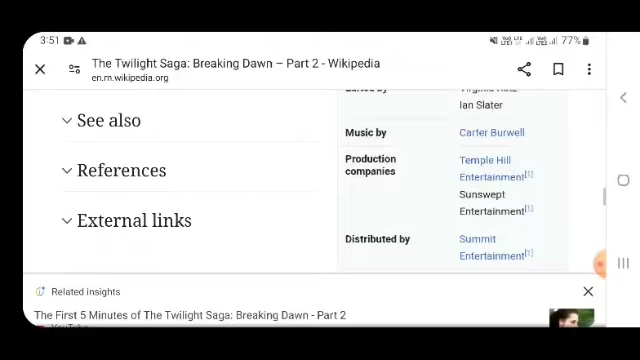 3:51
77%
The Twilight Saga: Breaking Dawn – Part 2 - Wikipedia
en.m.wikipedia.org
Ian Slater
See also
Music by Carter Burwell
References
Production companies
Temple Hill Entertainment[1]
Sunswept Entertainment[1]
External links
Distributed by
Summit Entertainment[1]
Related insights
The First 5 Minutes of The Twilight Saga: Breaking Dawn - Part 2
YouTube